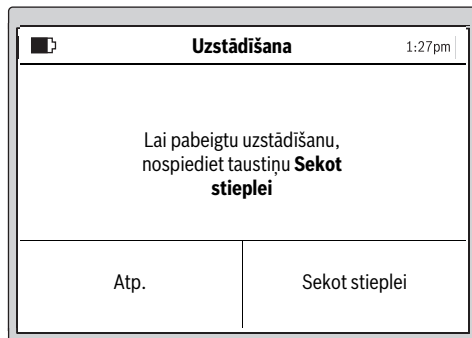 Uzstādīšana 1:27pm
Lai pabeigtu uzstādīšanu,
nospiediet taustiņu Sekot
stieplei
Atp. Sekot stieplei